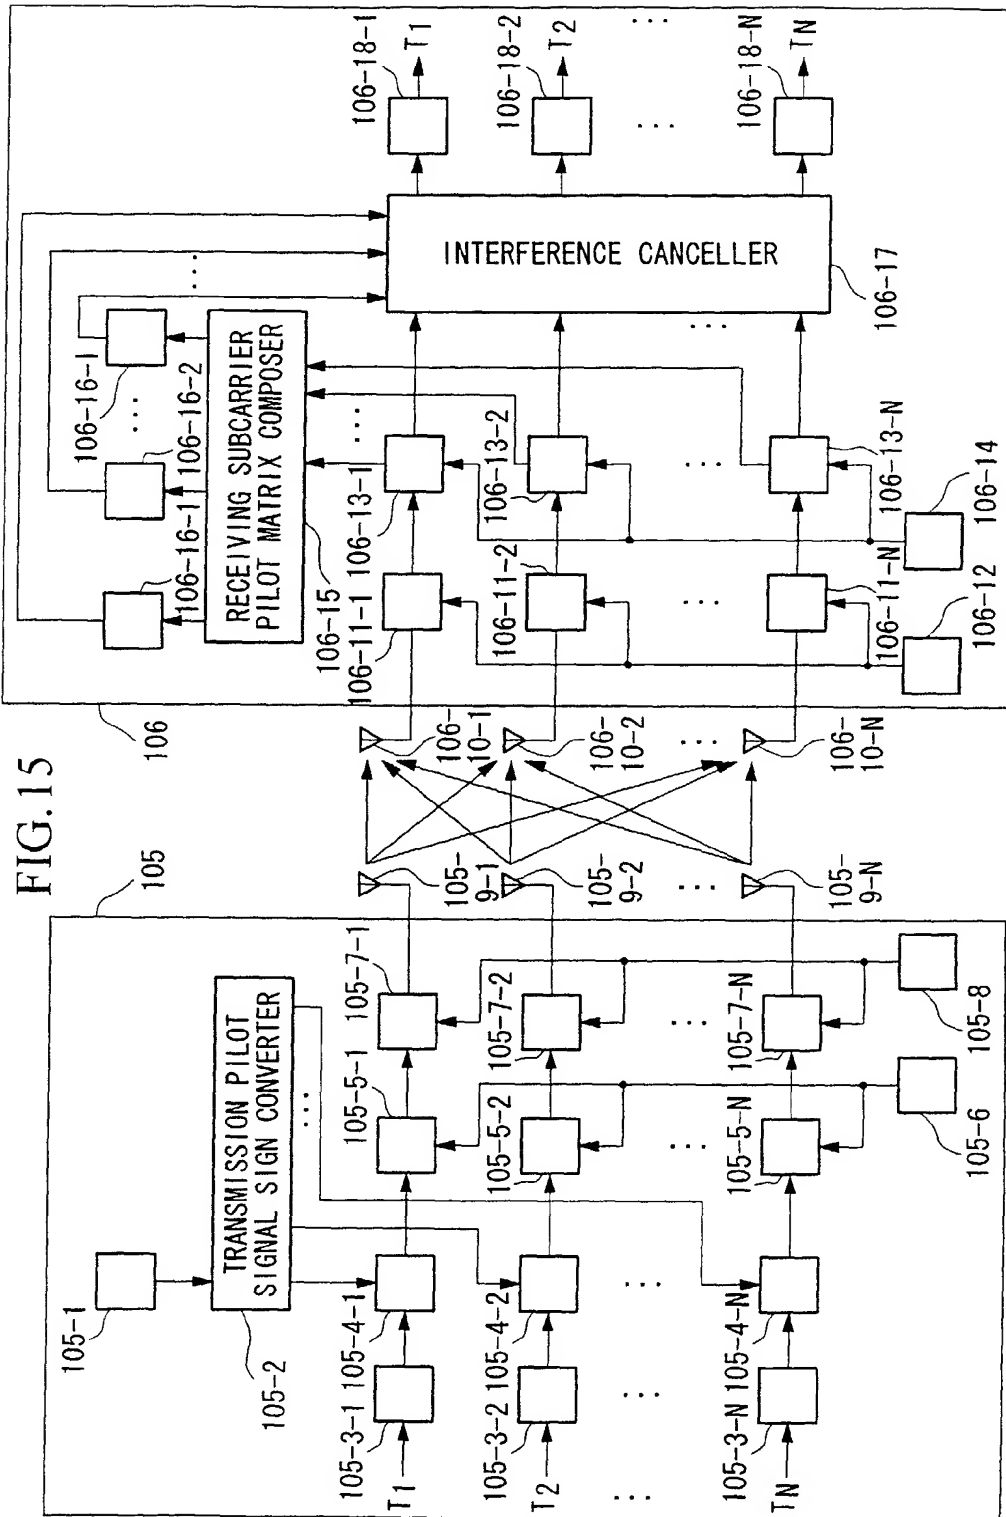 FIG.15
105
105-1
TRANSMISSION PILOT
SIGNAL SIGN CONVERTER
105-2
...
T1
105-3-1
105-4-1
105-5-1
105-7-1
105-
9-1
T2
105-3-2
105-4-2
105-5-2
105-7-2
105-
9-2
...
...
...
...
...
TN
105-3-N
105-4-N
105-5-N
105-7-N
105-
9-N
105-6
105-8
106
106-16-1
106-16-2
106-16-1
...
...
RECEIVING SUBCARRIER
PILOT MATRIX COMPOSER
106-15
...
106-
10-1
106-11-1
106-13-1
INTERFERENCE CANCELLER
106-17
106-18-1
T1
106-
10-2
106-11-2
106-13-2
106-18-2
T2
...
...
...
...
...
...
106-
10-N
106-11-N
106-13-N
106-18-N
TN
106-12
106-14